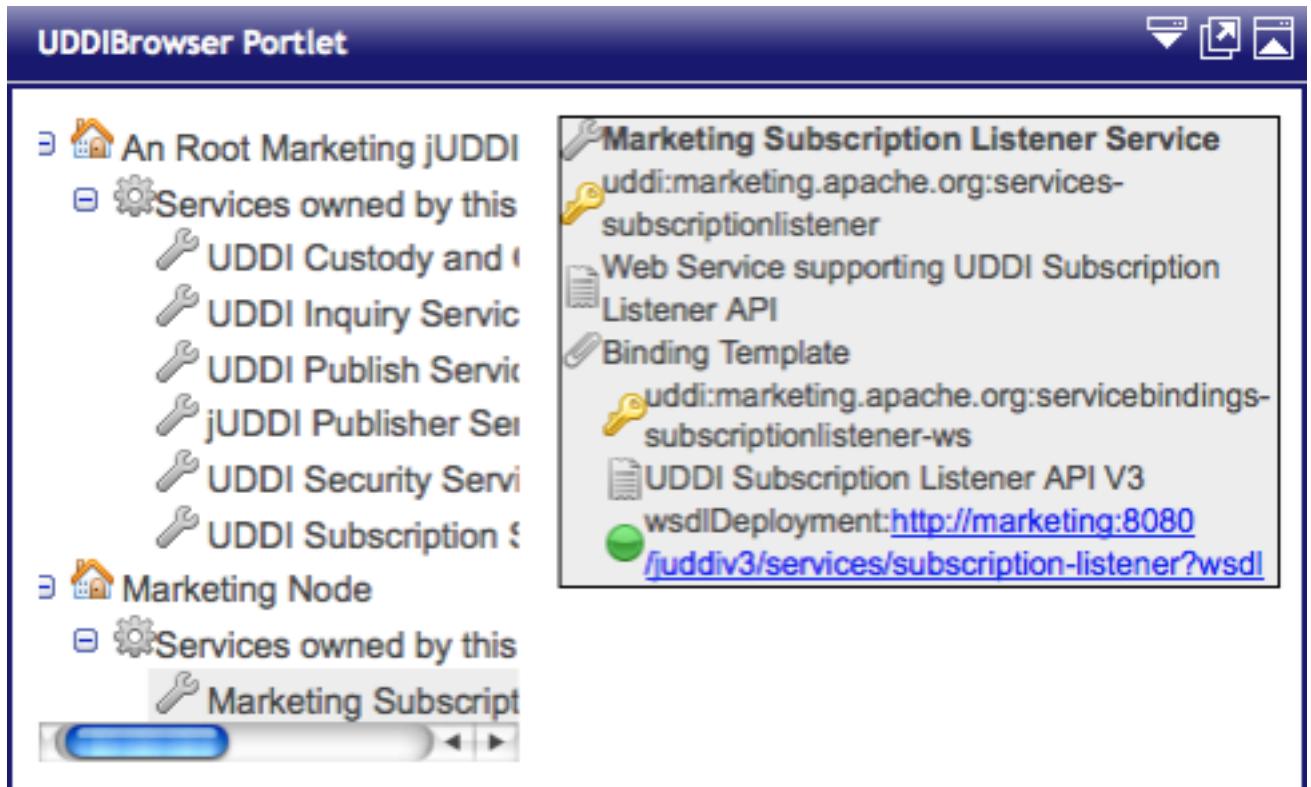 UDDIBrowser Portlet
An Root Marketing jUDDI
Services owned by this
UDDI Custody and
UDDI Inquiry Servic
UDDI Publish Servic
jUDDI Publisher Ser
UDDI Security Servi
UDDI Subscription S
Marketing Node
Services owned by this
Marketing Subscript
Marketing Subscription Listener Service
uddi:marketing.apache.org:services-
subscriptionlistener
Web Service supporting UDDI Subscription
Listener API
Binding Template
uddi:marketing.apache.org:servicebindings-
subscriptionlistener-ws
UDDI Subscription Listener API V3
wsdlDeployment:http://marketing:8080
/juddiv3/services/subscription-listener?wsdl